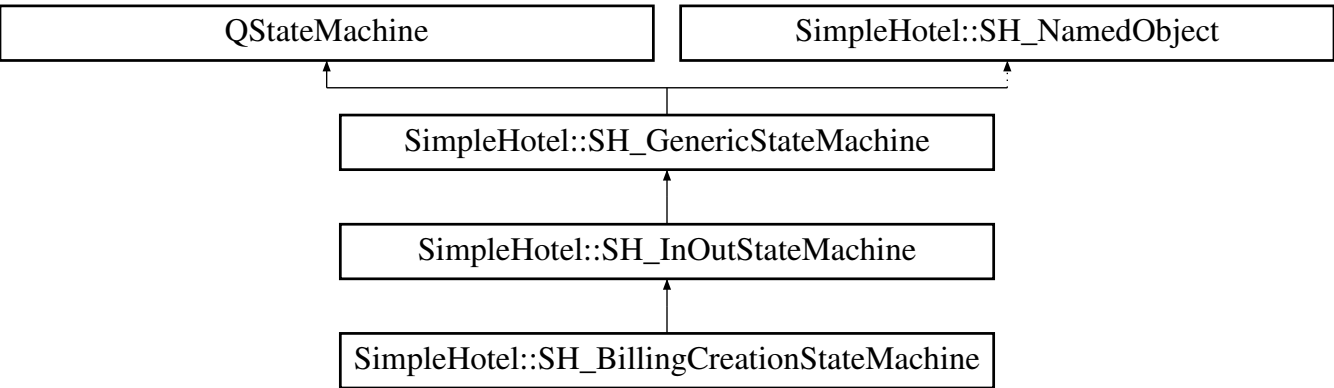 QStateMachine
SimpleHotel::SH_NamedObject
SimpleHotel::SH_GenericStateMachine
SimpleHotel::SH_InOutStateMachine
SimpleHotel::SH_BillingCreationStateMachine